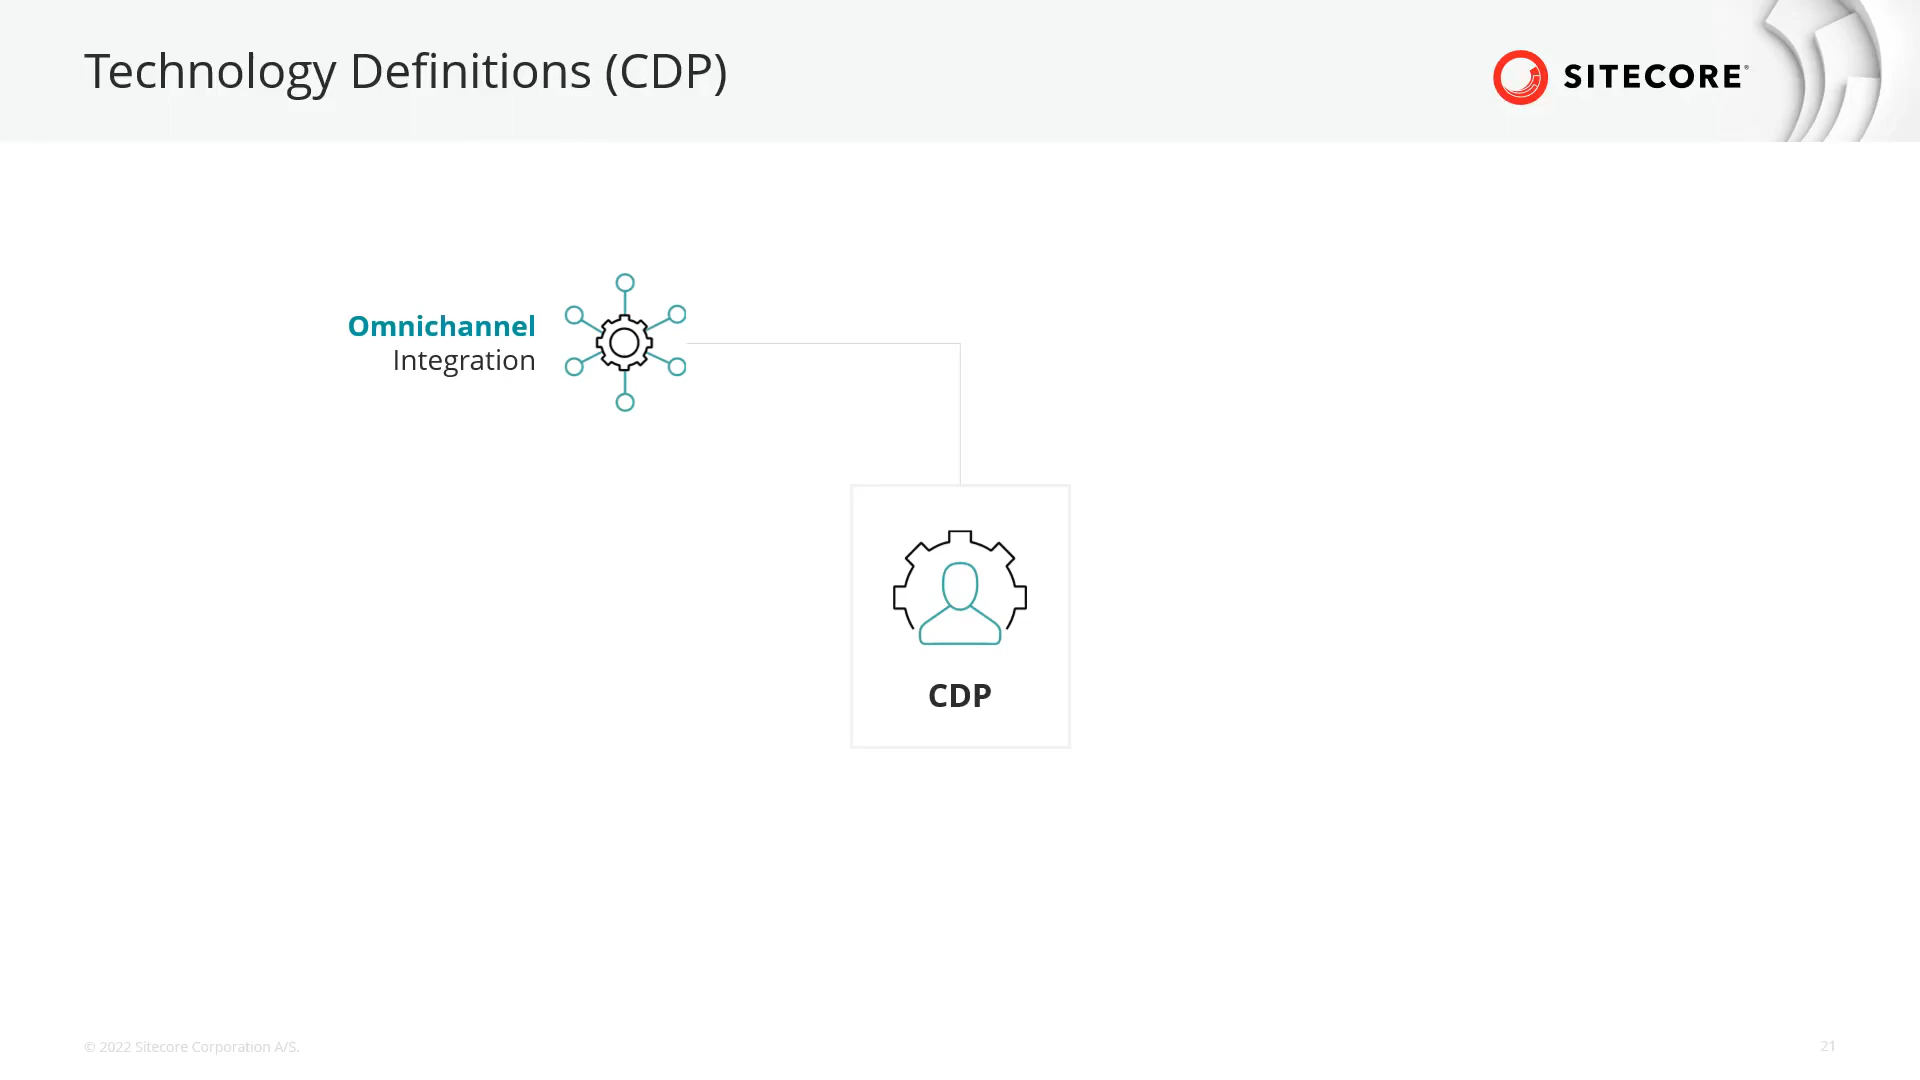 Technology Definitions (CDP)
SITECORE®
Omnichannel
Integration
CDP
© 2022 Sitecore Corporation A/S.
21